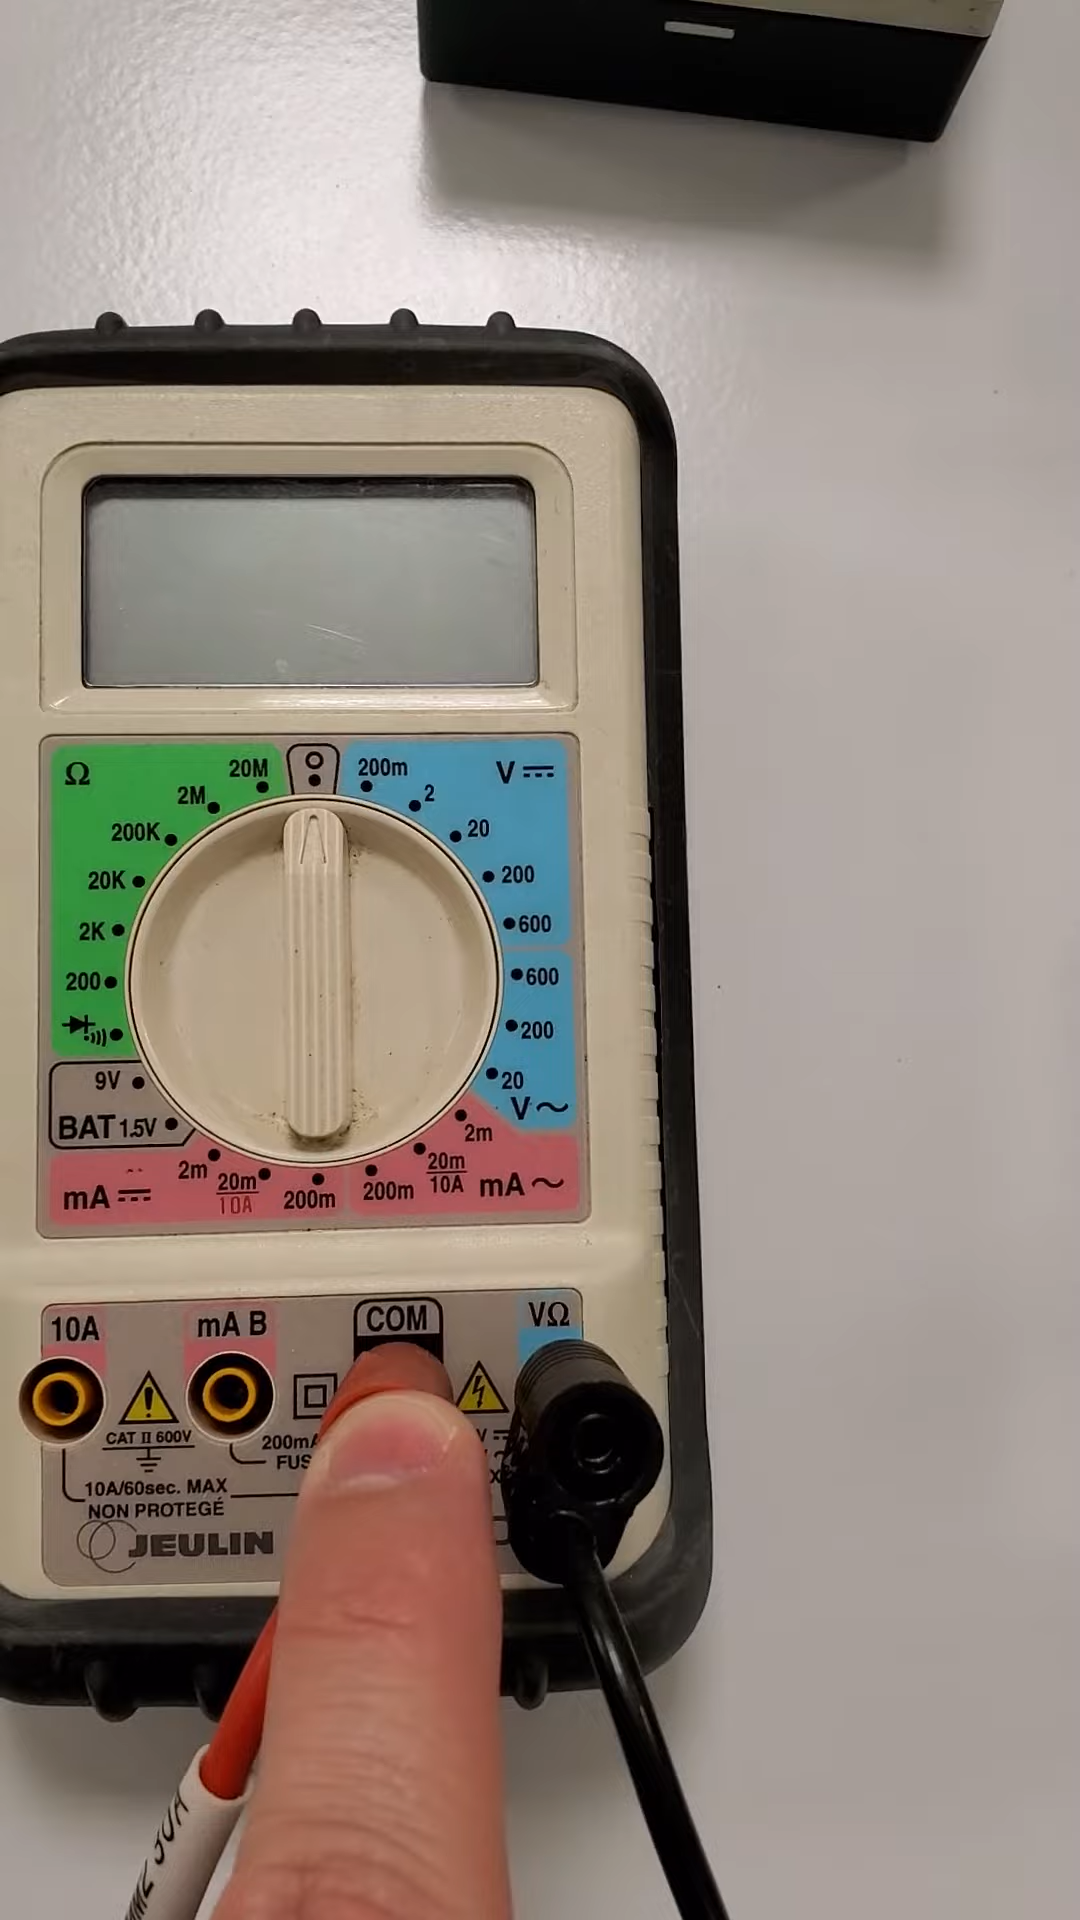 Ω 20M 200m V
2M 2
200K 20
20K 200
2K 600
200 600
200
9V 20
BAT 1.5V V
2m 2m
mA 20m 200m 200m 20m mA
10A 10A
10A mA B COM VΩ
CAT II 600V
200mA
10A/60sec. MAX
NON PROTEGÉ
JEULIN
30A